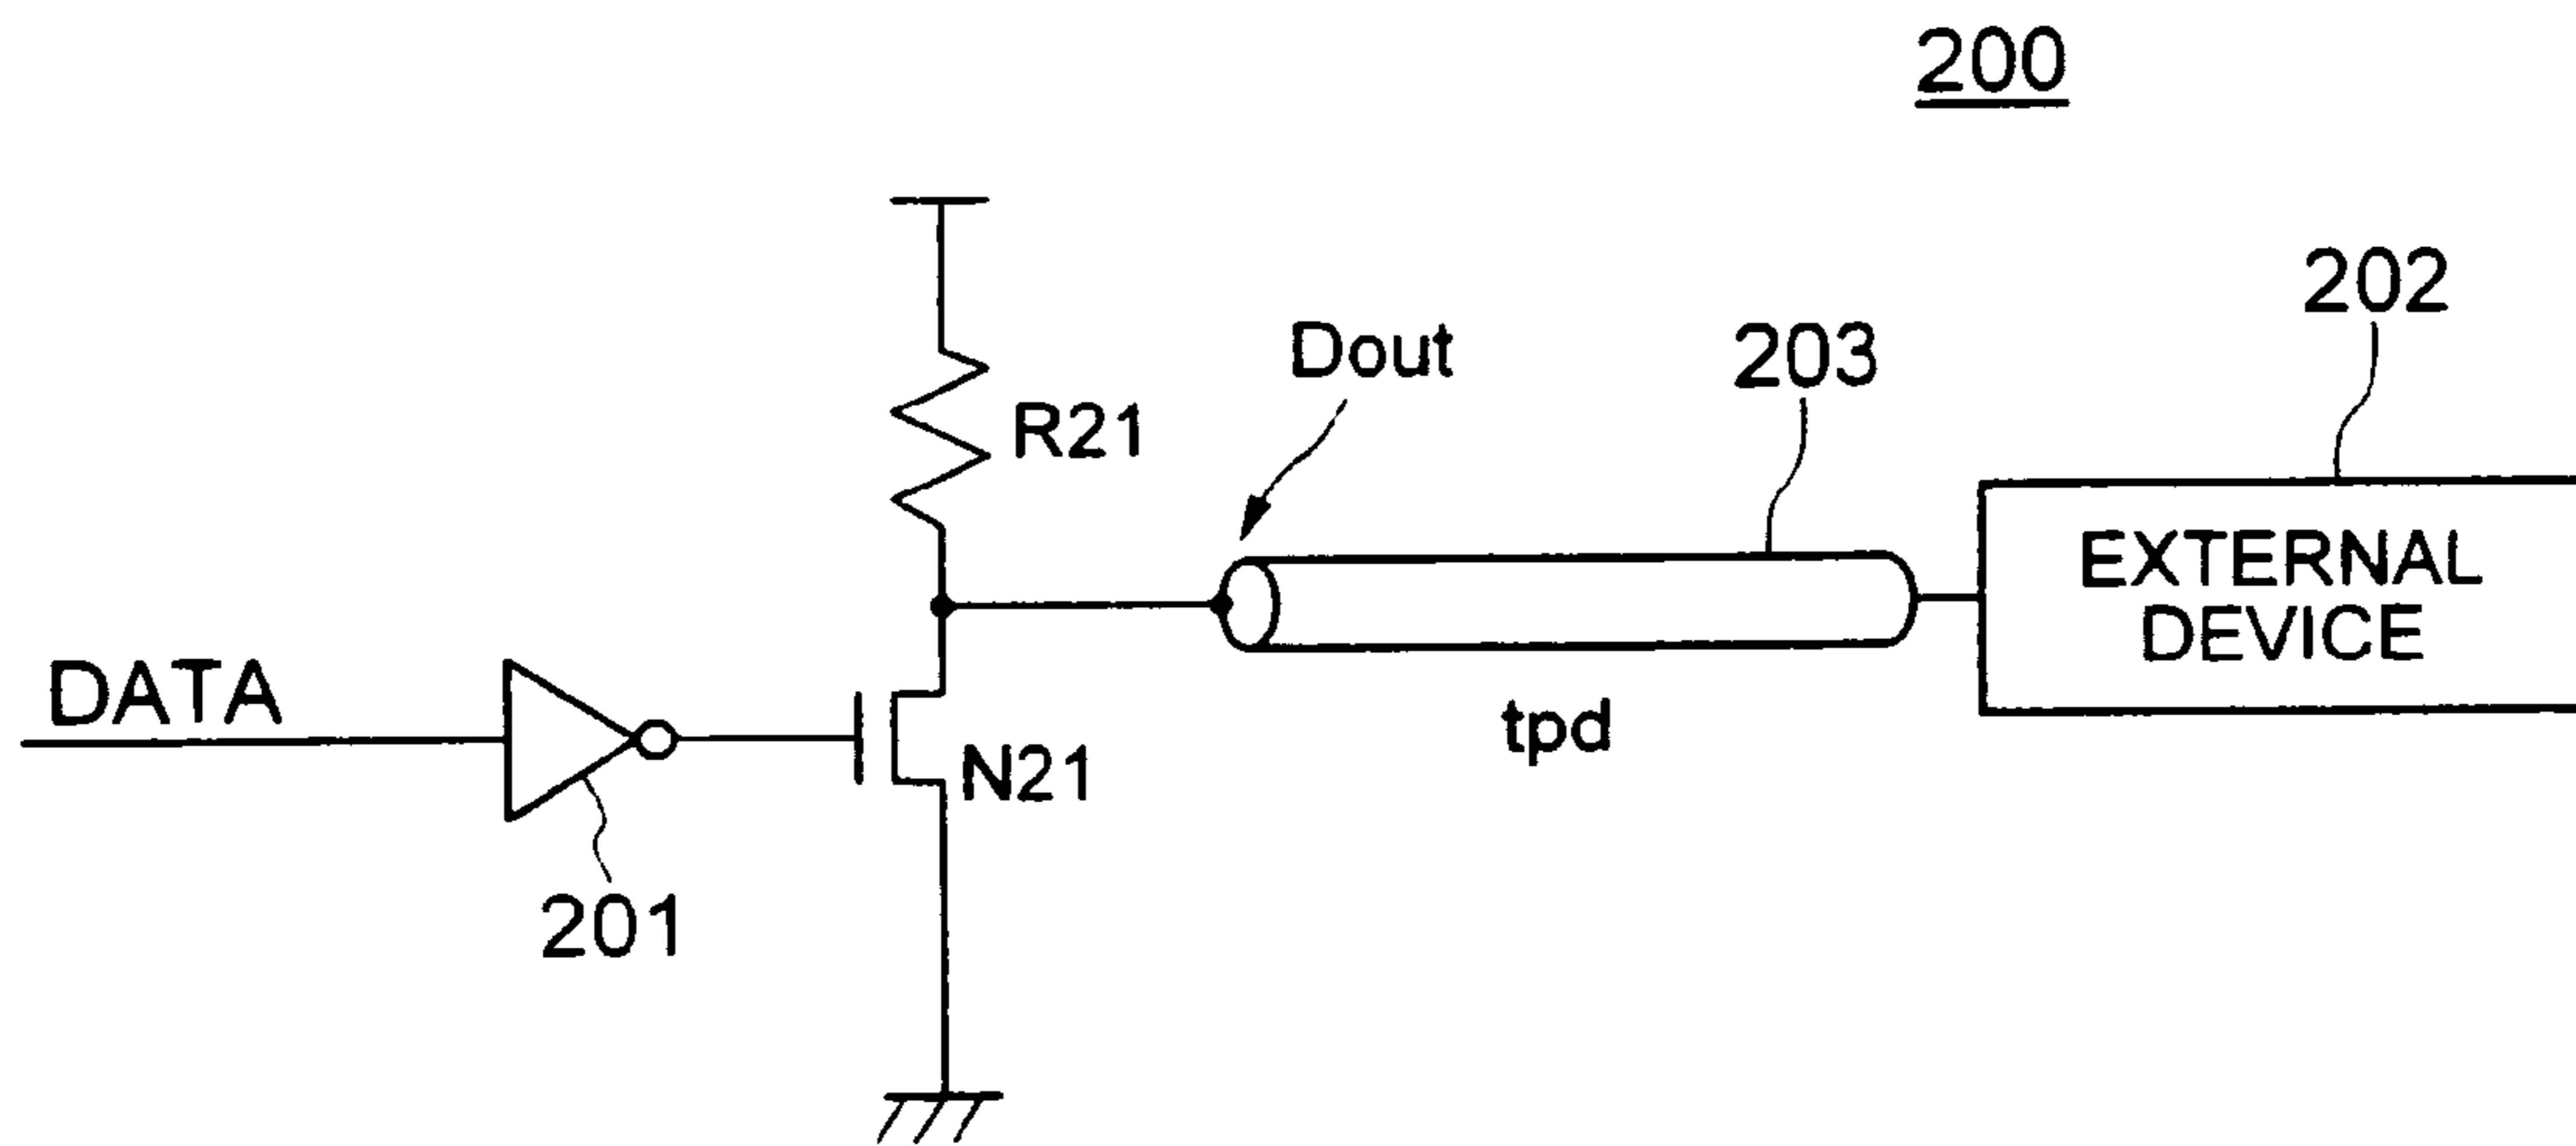 200
202
Dout
203
R21
EXTERNAL
DEVICE
DATA
tpd
N21
201